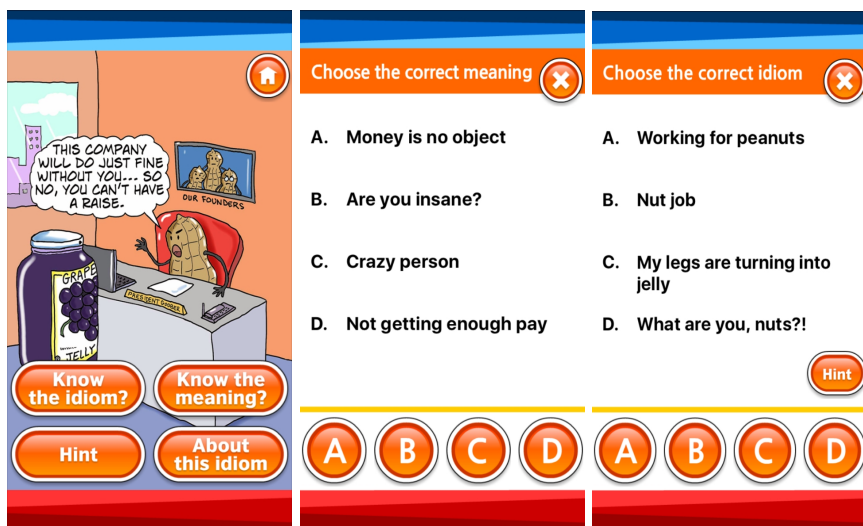 THIS COMPANY
WILL DO JUST FINE
WITHOUT YOU--- SO
NO, YOU CAN'T HAVE
A RAISE.
OUR FOUNDERS
GRAPE
JELLY
Know
the idiom?
Know the
meaning?
Hint
About
this idiom
Choose the correct meaning
A. Money is no object
B. Are you insane?
C. Crazy person
D. Not getting enough pay
A B C D
Choose the correct idiom
A. Working for peanuts
B. Nut job
C. My legs are turning into
jelly
D. What are you, nuts?!
Hint
A B C D